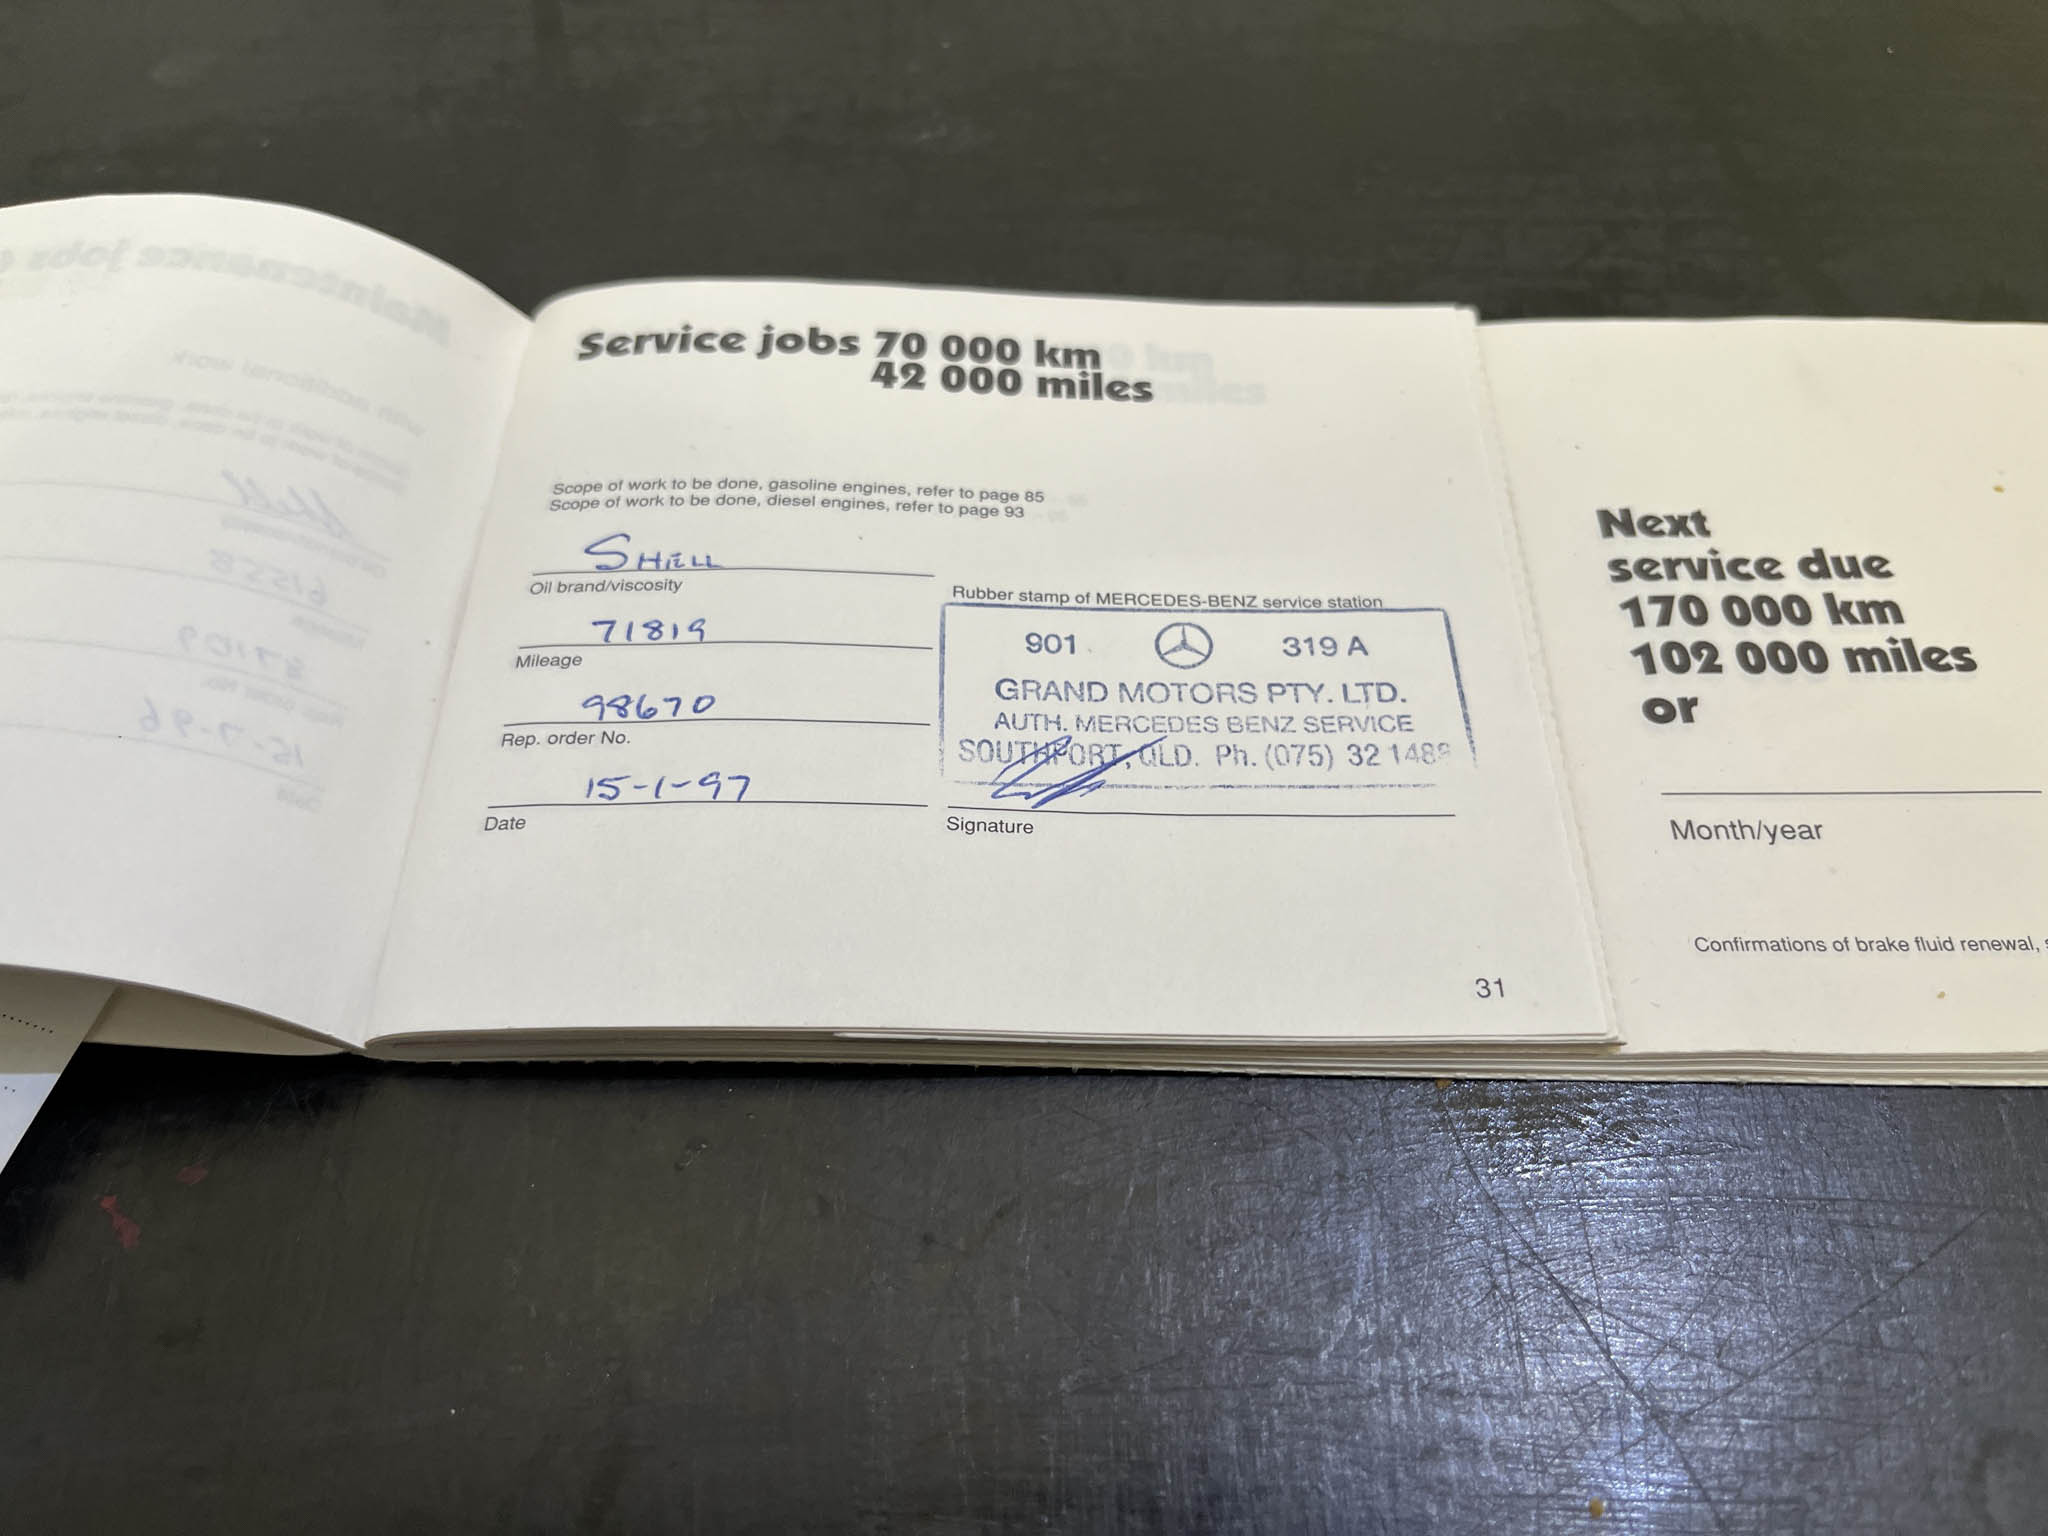 Service jobs 70 000 km
42 000 miles
Scope of work to be done, gasoline engines, refer to page 85
Scope of work to be done, diesel engines, refer to page 93
SHELL
Oil brand/viscosity
71819
Mileage
98670
Rep. order No.
15-1-97
Date
Rubber stamp of MERCEDES-BENZ service station
901 319 A
GRAND MOTORS PTY. LTD.
AUTH. MERCEDES BENZ SERVICE
SOUTHPORT, QLD. Ph. (075) 32 1488
Signature
31
Next
service due
170 000 km
102 000 miles
or
Month/year
Confirmations of brake fluid renewal,